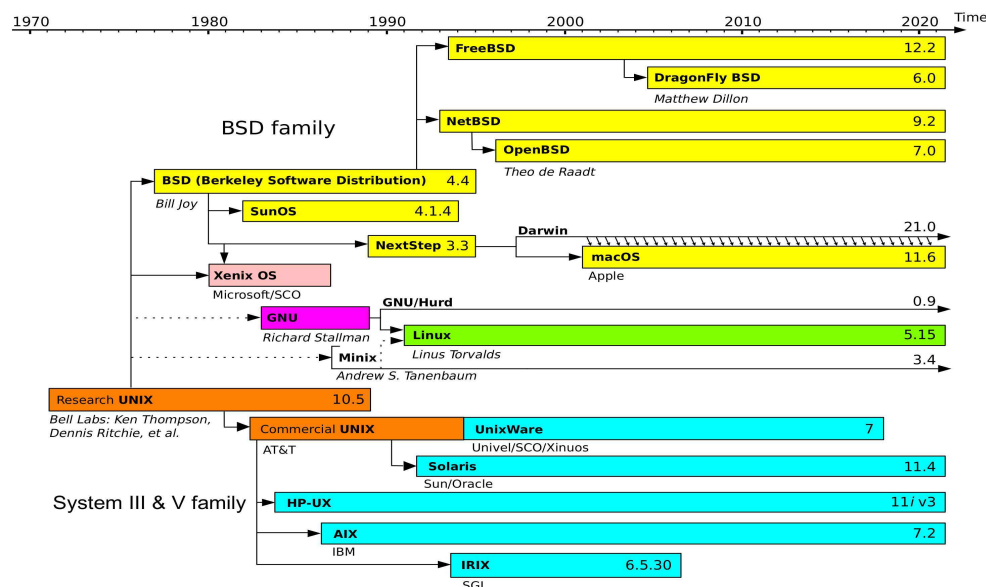 1970 1980 1990 2000 2010 2020 Time
FreeBSD 12.2
DragonFly BSD 6.0
Matthew Dillon
BSD family
NetBSD 9.2
OpenBSD 7.0
Theo de Raadt
BSD (Berkeley Software Distribution) 4.4
Bill Joy
SunOS 4.1.4
Darwin 21.0
NextStep 3.3
macOS 11.6
Apple
Xenix OS
Microsoft/SCO
GNU/Hurd 0.9
GNU
Richard Stallman
Linux 5.15
Linus Torvalds
Minix 3.4
Andrew S. Tanenbaum
Research UNIX 10.5
Bell Labs: Ken Thompson,
Dennis Ritchie, et al.
Commercial UNIX UnixWare 7
AT&T Univel/SCO/Xinuos
Solaris 11.4
Sun/Oracle
System III & V family
HP-UX 11i v3
AIX 7.2
IBM
IRIX 6.5.30
SGI